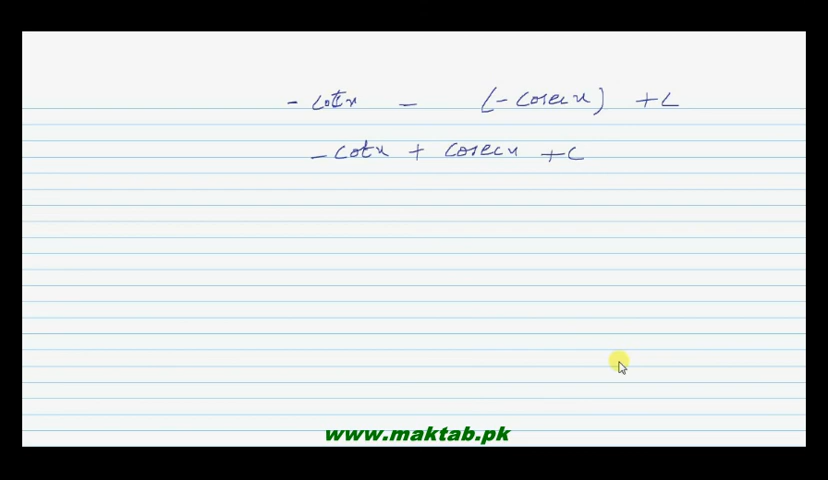 - cotx - (- cosecx) + c
- cotx + cosecx + c
www.maktab.pk